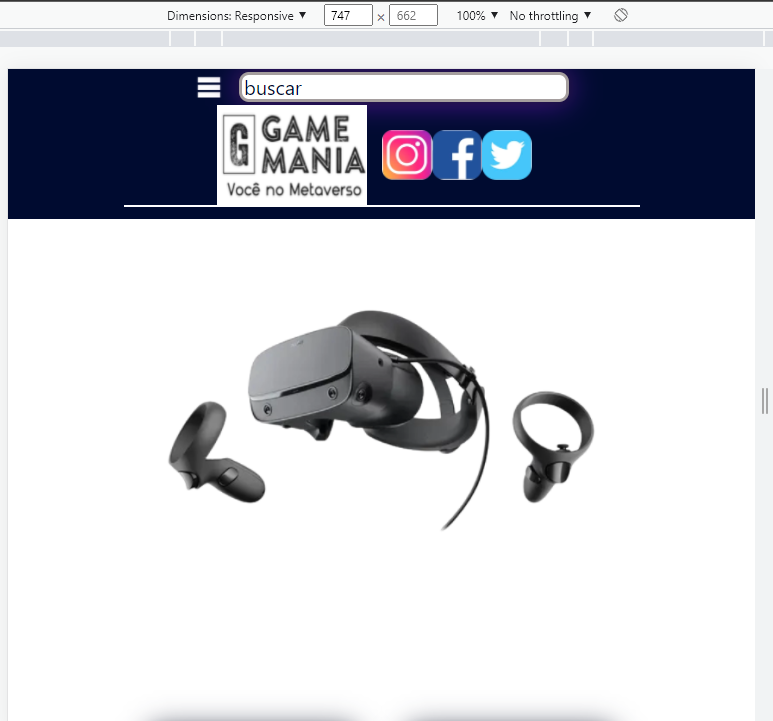 Dimensions: Responsive ▼ 747 × 662 100% ▼ No throttling ▼
buscar
G GAME
MANIA
Você no Metaverso